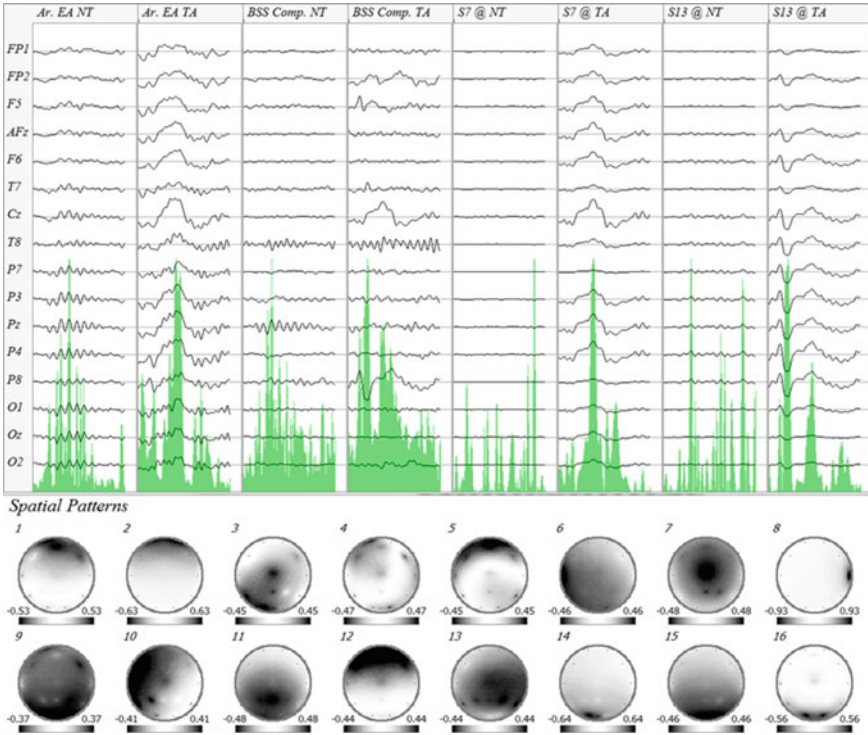 Ar. EA NT Ar. EA TA BSS Comp. NT BSS Comp. TA S7 @ NT S7 @ TA S13 @ NT S13 @ TA
FP1
FP2
F5
AFz
F6
T7
Cz
T8
P7
P3
Pz
P4
P8
O1
Oz
O2
Spatial Patterns
1 2 3 4 5 6 7 8
-0.53 0.53 -0.63 0.63 -0.45 0.45 -0.47 0.47 -0.45 0.45 -0.46 0.46 -0.48 0.48 -0.93 0.93
9 10 11 12 13 14 15 16
-0.37 0.37 -0.41 0.41 -0.48 0.48 -0.44 0.44 -0.44 0.44 -0.64 0.64 -0.46 0.46 -0.56 0.56